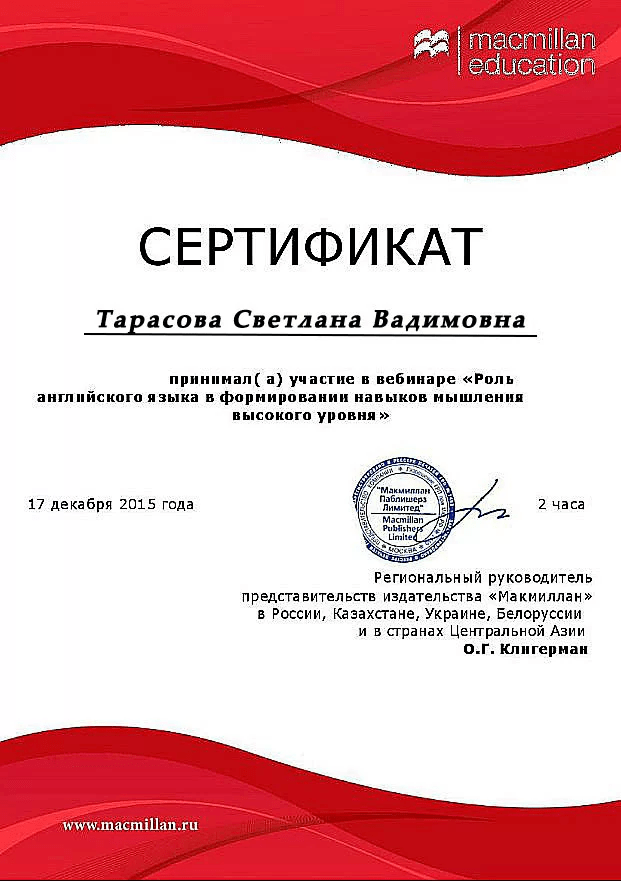 macmillan
education
СЕРТИФИКАТ
Тарасова Светлана Вадимовна
принимал( а) участие в вебинаре «Роль
английского языка в формировании навыков мышления
высокого уровня»
17 декабря 2015 года
"Макмиллан
Паблишерз
Лимитед"
Macmillan
Publishers
Limited
МОСКВА
2 часа
Региональный руководитель
представительств издательства «Макмиллан»
в России, Казахстане, Украине, Белоруссии
и в странах Центральной Азии
О.Г. Клигерман
www.macmillan.ru